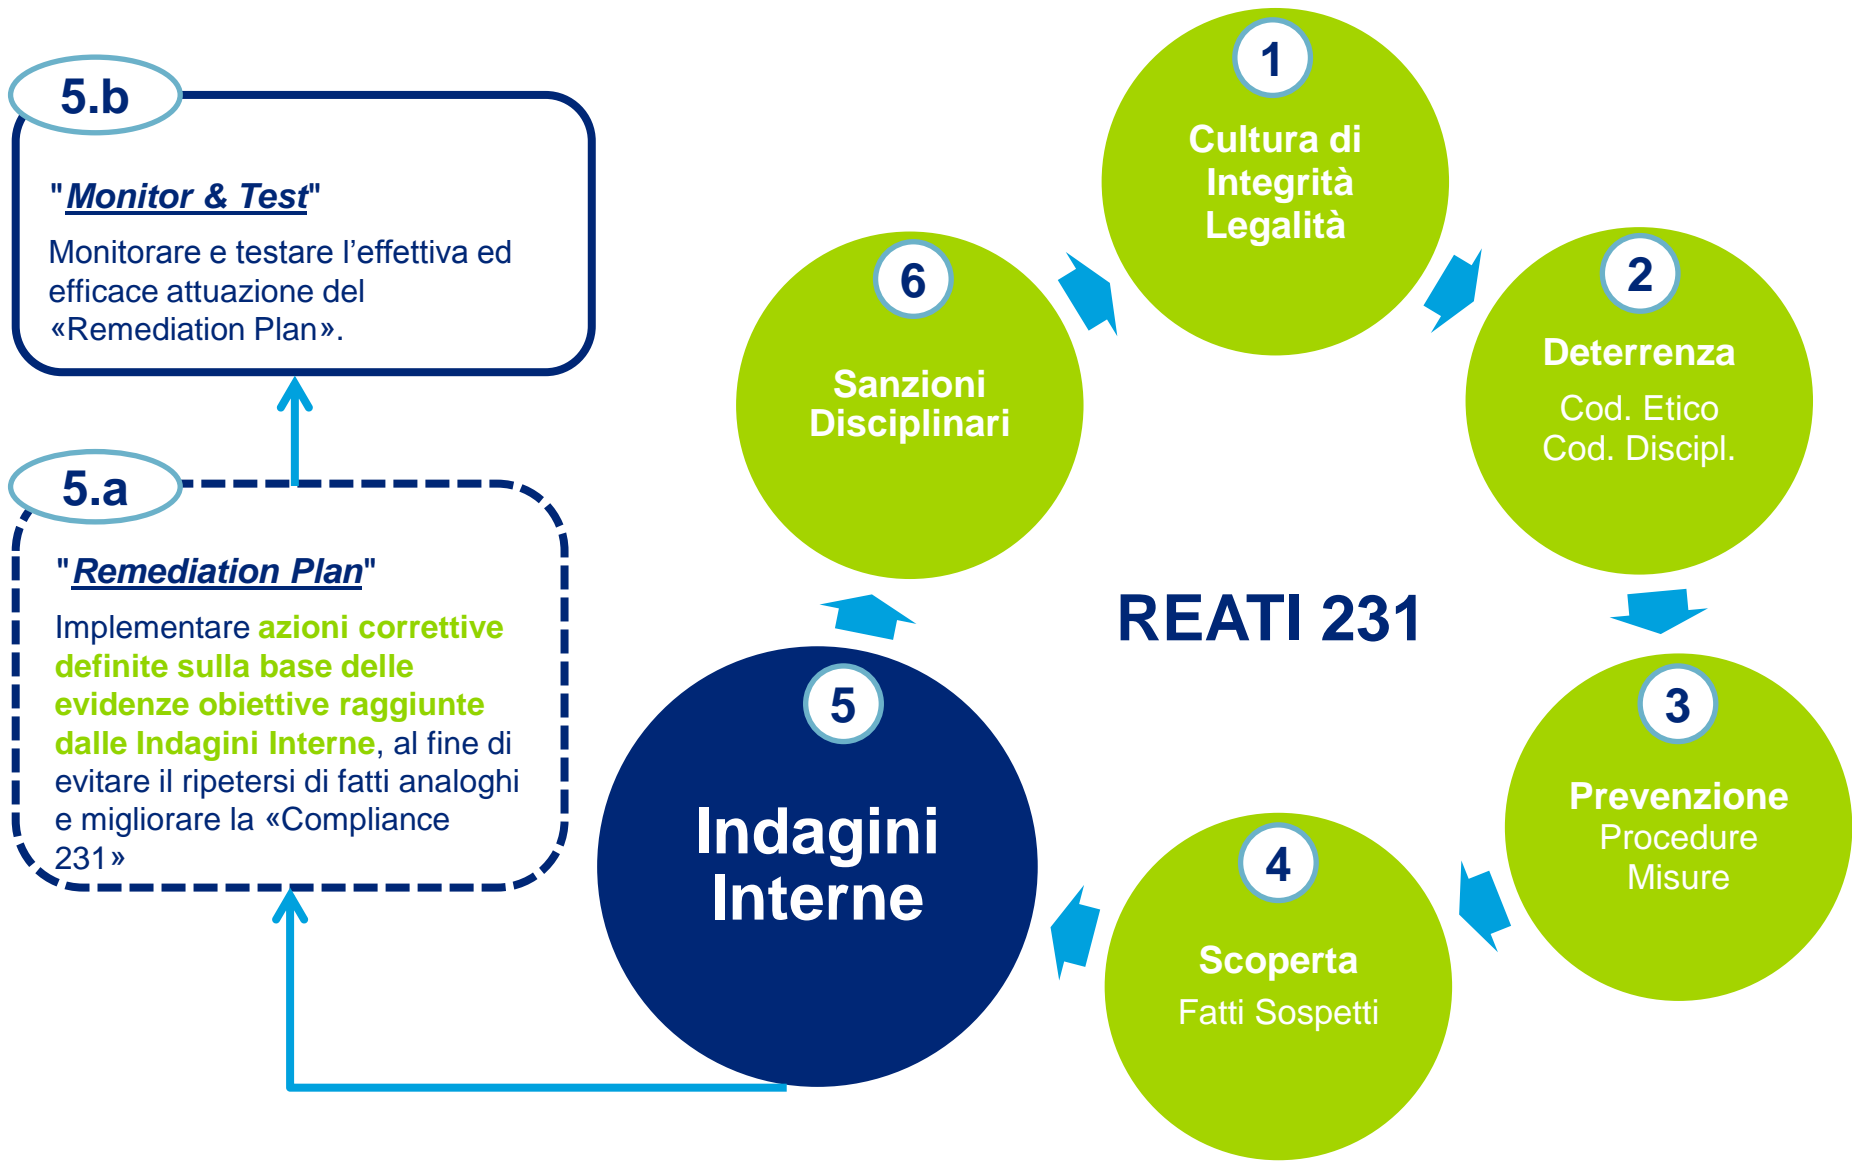 5.b
"Monitor & Test"
Monitorare e testare l’effettiva ed
efficace attuazione del
«Remediation Plan».
5.a
"Remediation Plan"
Implementare azioni correttive
definite sulla base delle
evidenze obiettive raggiunte
dalle Indagini Interne, al fine di
evitare il ripetersi di fatti analoghi
e migliorare la «Compliance
231»
1
Cultura di
Integrità
Legalità
2
Deterrenza
Cod. Etico
Cod. Discipl.
3
Prevenzione
Procedure
Misure
4
Scoperta
Fatti Sospetti
5
Indagini
Interne
6
Sanzioni
Disciplinari
REATI 231